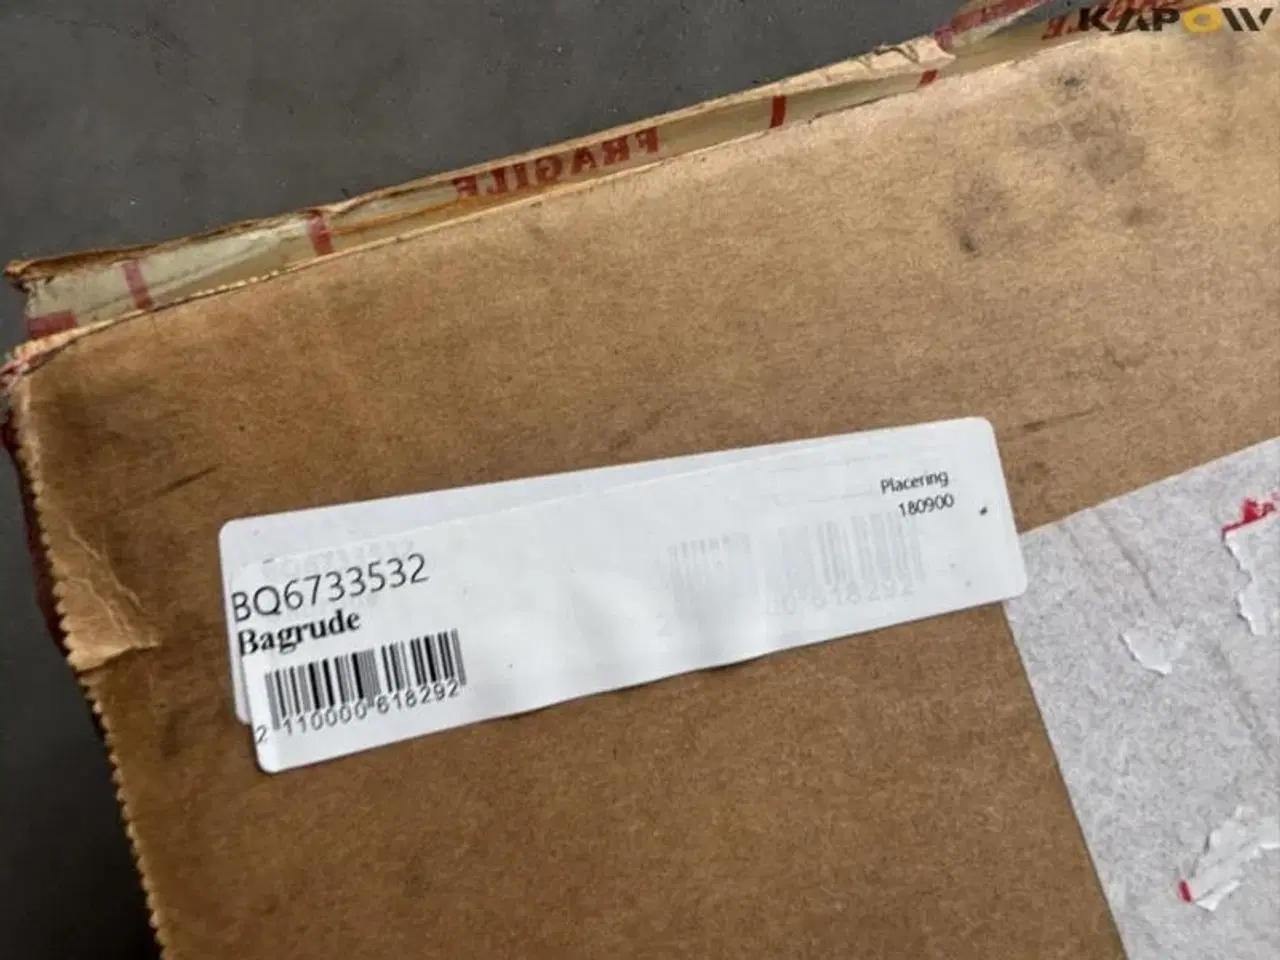 KAPOW
FRAGILE
Placering
180900
BQ6733532
Bagrude
2 110000 618292